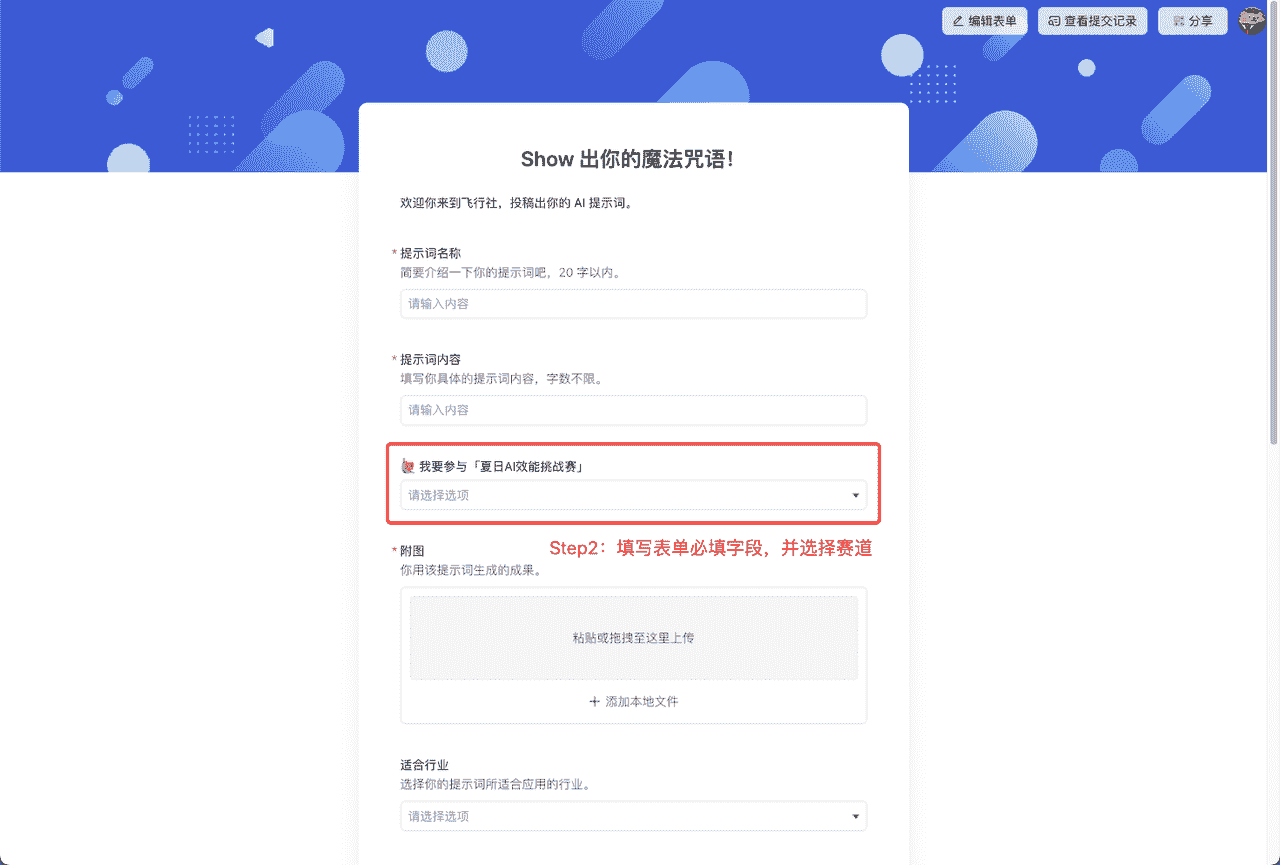 编辑表单
查看提交记录
分享
Show 出你的魔法咒语!
欢迎你来到飞行社，投稿出你的 AI 提示词。
* 提示词名称
简要介绍一下你的提示词吧，20 字以内。
请输入内容
* 提示词内容
填写你具体的提示词内容，字数不限。
请输入内容
我要参与「夏日AI效能挑战赛」
请选择选项
Step2：填写表单必填字段，并选择赛道
* 附图
你用该提示词生成的成果。
粘贴或拖拽至这里上传
+ 添加本地文件
适合行业
选择你的提示词所适合应用的行业。
请选择选项